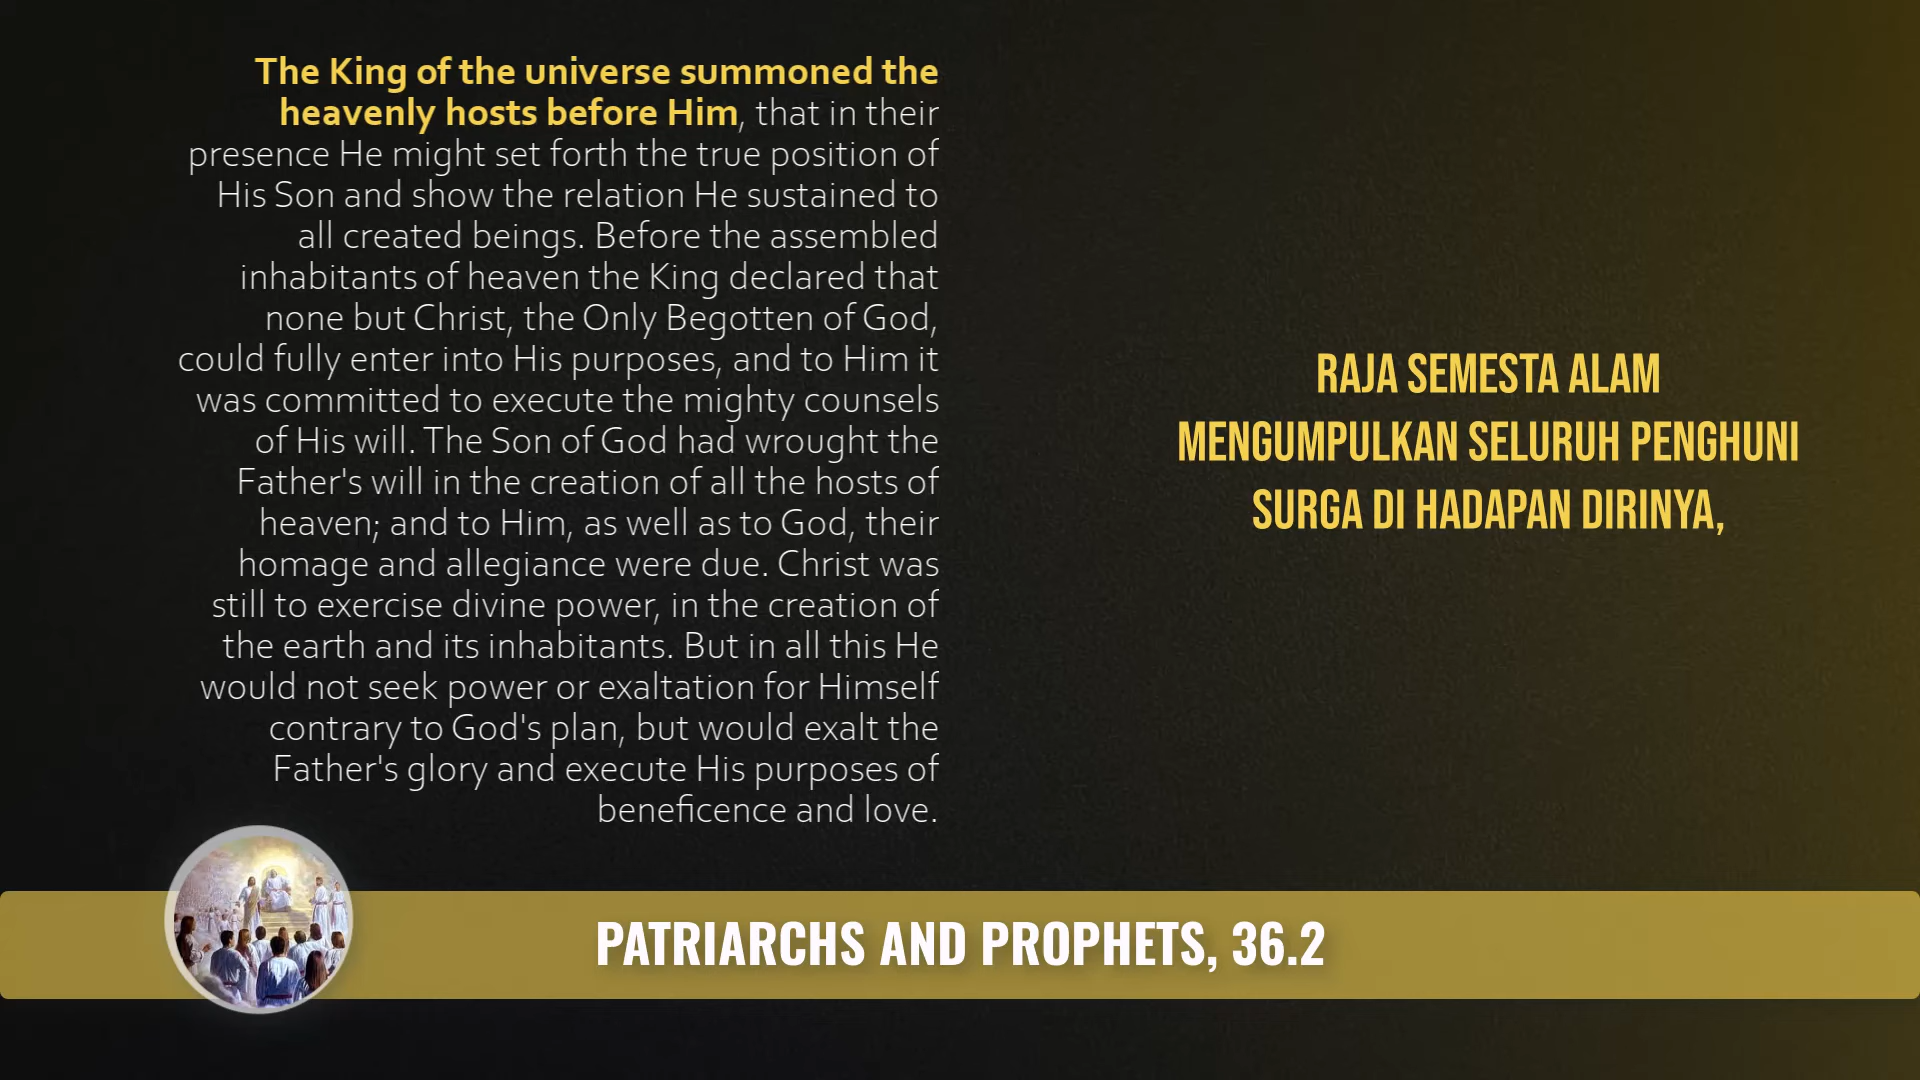 The King of the universe summoned the
heavenly hosts before Him, that in their
presence He might set forth the true position of
His Son and show the relation He sustained to
all created beings. Before the assembled
inhabitants of heaven the King declared that
none but Christ, the Only Begotten of God,
could fully enter into His purposes, and to Him it
was committed to execute the mighty counsels
of His will. The Son of God had wrought the
Father's will in the creation of all the hosts of
heaven; and to Him, as well as to God, their
homage and allegiance were due. Christ was
still to exercise divine power, in the creation of
the earth and its inhabitants. But in all this He
would not seek power or exaltation for Himself
contrary to God's plan, but would exalt the
Father's glory and execute His purposes of
beneficence and love.
RAJA SEMESTA ALAM
MENGUMPULKAN SELURUH PENGHUNI
SURGA DI HADAPAN DIRINYA,
PATRIARCHS AND PROPHETS, 36.2